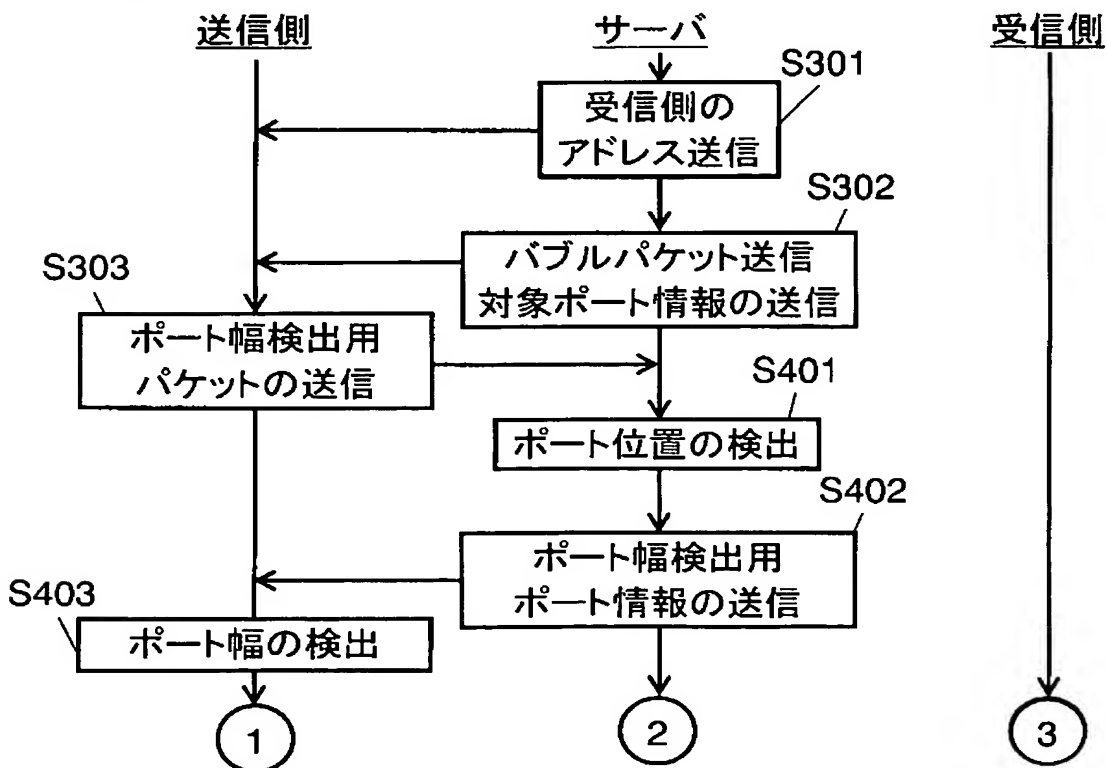 送信側
サーバ
受信側
S301
受信側の
アドレス送信
S302
バブルパケット送信
対象ポート情報の送信
S303
ポート幅検出用
パケットの送信
S401
ポート位置の検出
S402
ポート幅検出用
ポート情報の送信
S403
ポート幅の検出
1
2
3